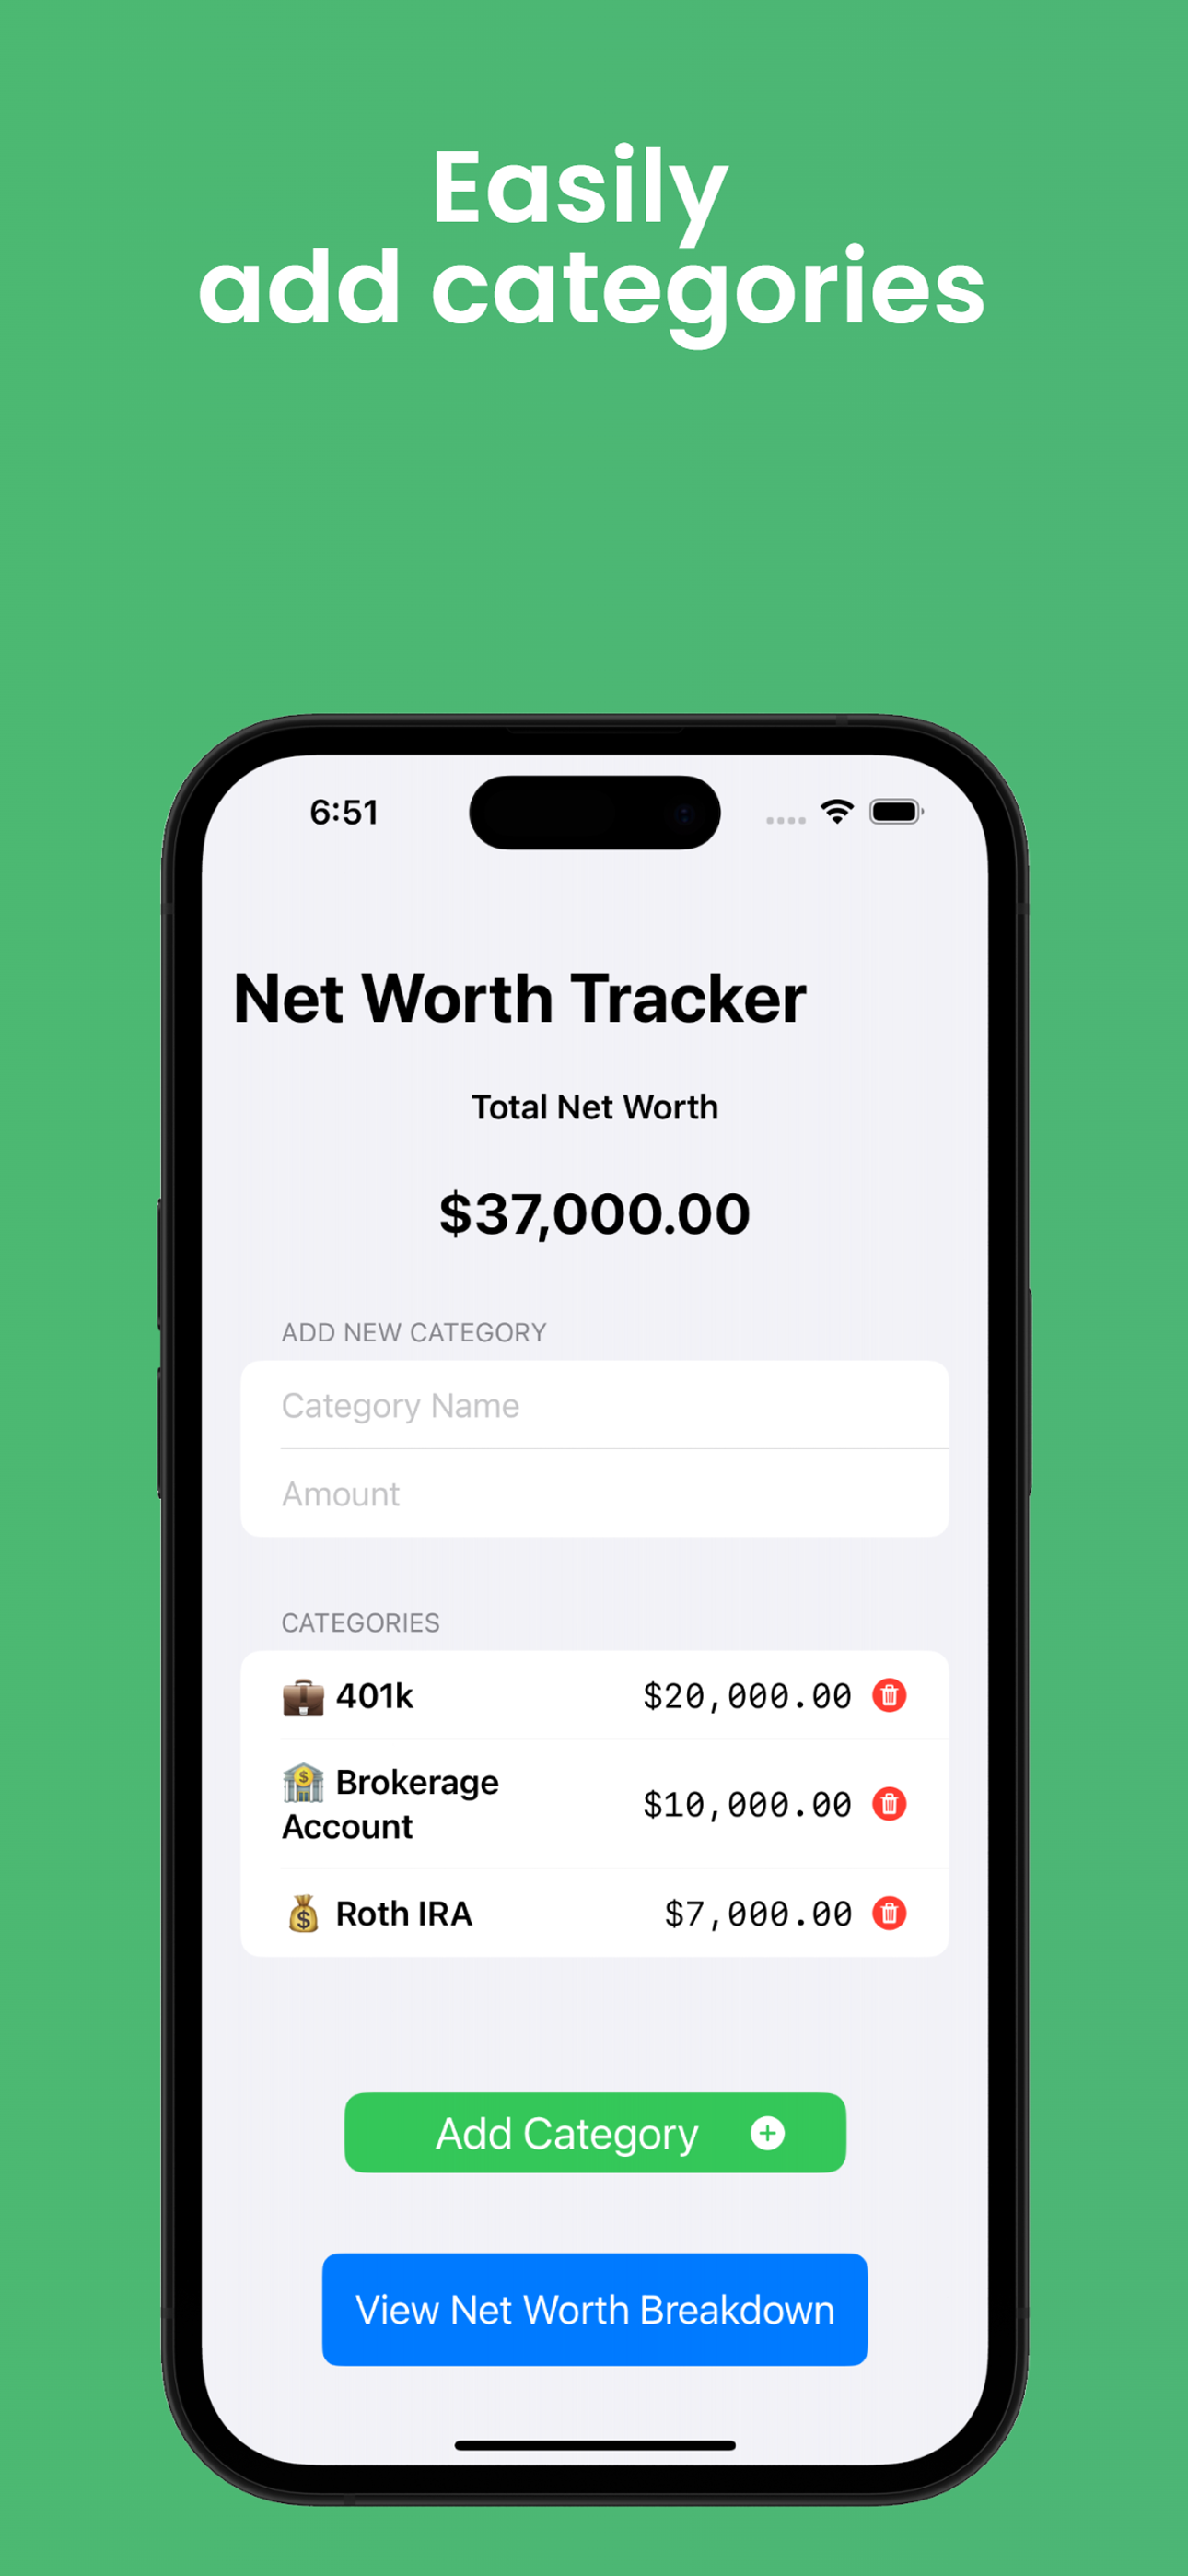 Easily
add categories
6:51
Net Worth Tracker
Total Net Worth
$37,000.00
ADD NEW CATEGORY
Category Name
Amount
CATEGORIES
401k $20,000.00
Brokerage
Account $10,000.00
Roth IRA $7,000.00
Add Category
View Net Worth Breakdown